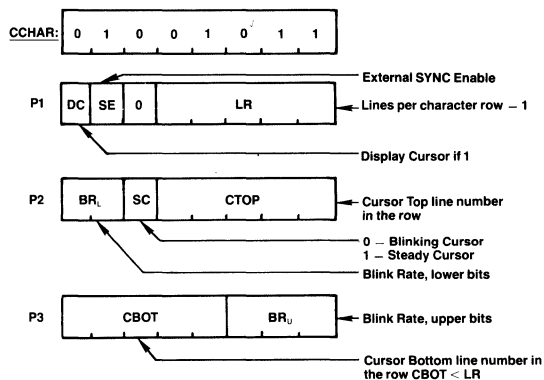 CCHAR: 0 1 0 0 1 0 1 1
External SYNC Enable
P1 DC SE 0 LR Lines per character row – 1
Display Cursor if 1
P2 BRL SC CTOP Cursor Top line number
in the row
0 – Blinking Cursor
1 – Steady Cursor
Blink Rate, lower bits
P3 CBOT BRU Blink Rate, upper bits
Cursor Bottom line number in
the row CBOT < LR